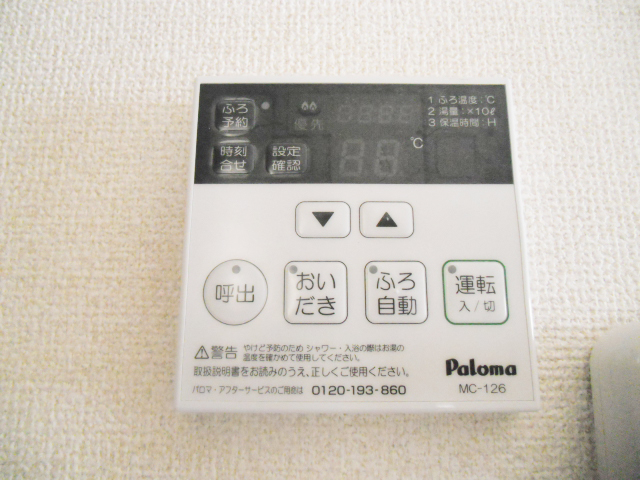 ふろ
予約
優先
1 ふろ温度:℃
2 湯量:×10ℓ
3 保温時間:H
時刻
合せ
設定
確認
℃
▼
▲
呼出
おい
だき
ふろ
自動
運転
入/切
⚠警告 やけど予防のため シャワー・入浴の際はお湯の
温度を確かめて使用してください。
取扱説明書をお読みのうえ、正しくご使用ください。
パロマ・アフターサービスのご用命は 0120-193-860
Paloma
MC-126